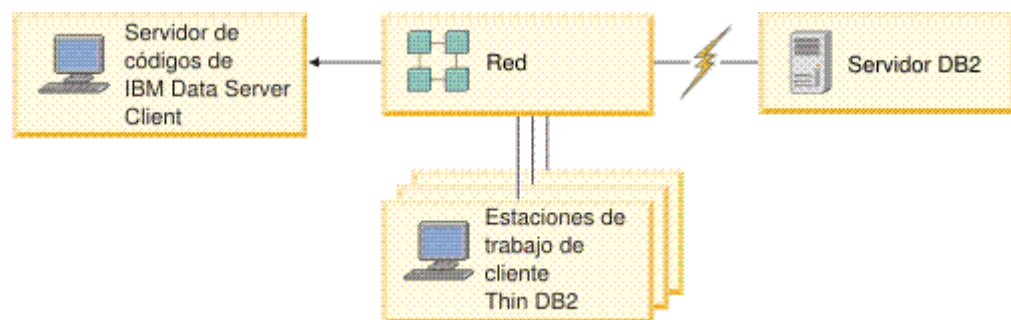 Servidor de
códigos de
IBM Data Server
Client
Red
Servidor DB2
Estaciones de
trabajo de
cliente
Thin DB2